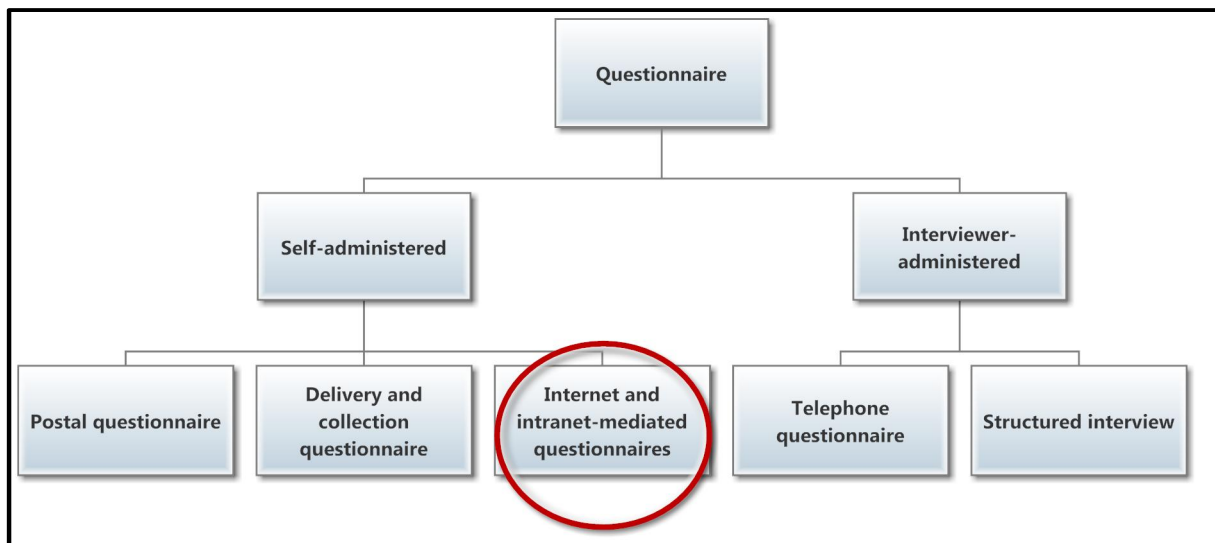 Questionnaire
Self-administered
Interviewer-
administered
Postal questionnaire
Delivery and
collection
questionnaire
Internet and
intranet-mediated
questionnaires
Telephone
questionnaire
Structured interview